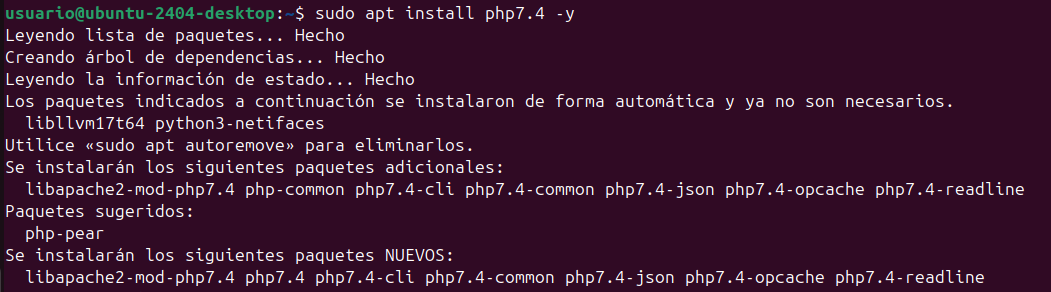 usuario@ubuntu-2404-desktop:~$ sudo apt install php7.4 -y
Leyendo lista de paquetes... Hecho
Creando árbol de dependencias... Hecho
Leyendo la información de estado... Hecho
Los paquetes indicados a continuación se instalaron de forma automática y ya no son necesarios.
  libllvm17t64 python3-netifaces
Utilice «sudo apt autoremove» para eliminarlos.
Se instalarán los siguientes paquetes adicionales:
  libapache2-mod-php7.4 php-common php7.4-cli php7.4-common php7.4-json php7.4-opcache php7.4-readline
Paquetes sugeridos:
  php-pear
Se instalarán los siguientes paquetes NUEVOS:
  libapache2-mod-php7.4 php7.4 php7.4-cli php7.4-common php7.4-json php7.4-opcache php7.4-readline